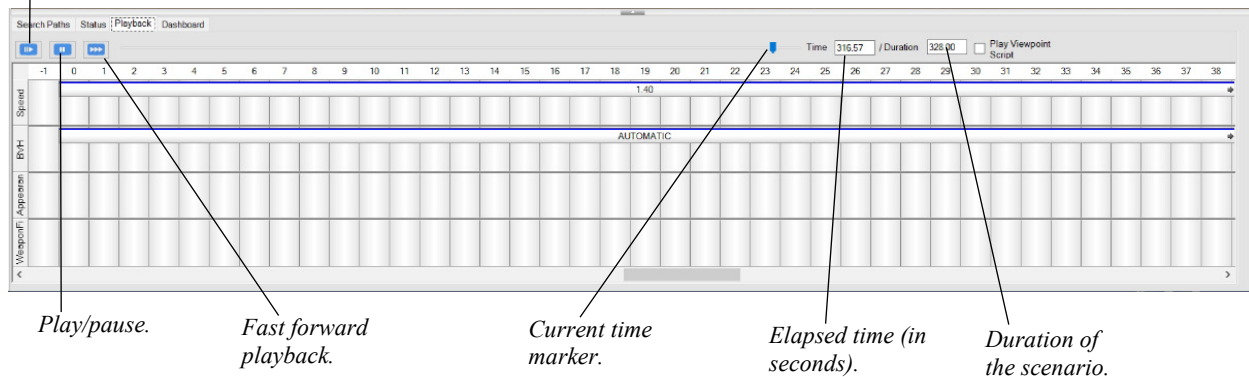 Search Paths Status Playback Dashboard
Time 316.57 / Duration 328.00 Play Viewpoint
Script
-1 0 1 2 3 4 5 6 7 8 9 10 11 12 13 14 15 16 17 18 19 20 21 22 23 24 25 26 27 28 29 30 31 32 33 34 35 36 37 38
Speed
1.40
BVH
AUTOMATIC
Appearan
WeaponFi
Play/pause.
Fast forward
playback.
Current time
marker.
Elapsed time (in
seconds).
Duration of
the scenario.